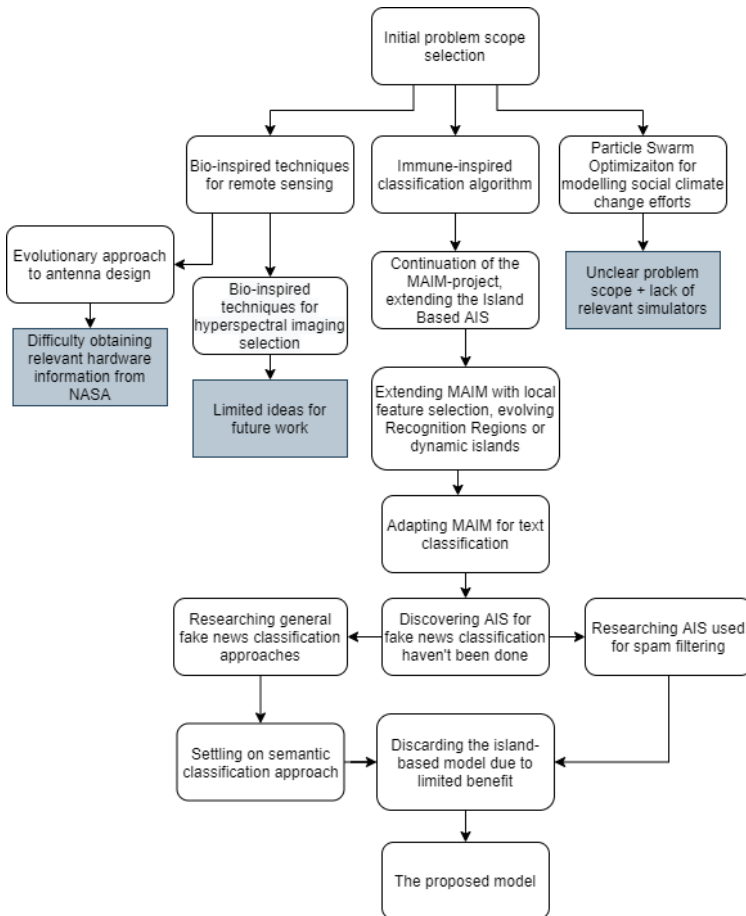 Initial problem scope
selection
Bio-inspired techniques
for remote sensing
Immune-inspired
classification algorithm
Particle Swarm
Optimizaiton for
modelling social climate
change efforts
Evolutionary approach
to antenna design
Bio-inspired
techniques for
hyperspectral imaging
selection
Continuation of the
MAIM-project,
extending the Island
Based AIS
Unclear problem
scope + lack of
relevant simulators
Difficulty obtaining
relevant hardware
information from
NASA
Limited ideas for
future work
Extending MAIM with local
feature selection, evolving
Recognition Regions or
dynamic islands
Adapting MAIM for text
classification
Researching general
fake news classification
approaches
Discovering AIS for
fake news classification
haven't been done
Researching AIS used
for spam filtering
Settling on semantic
classification approach
Discarding the island-
based model due to
limited benefit
The proposed model